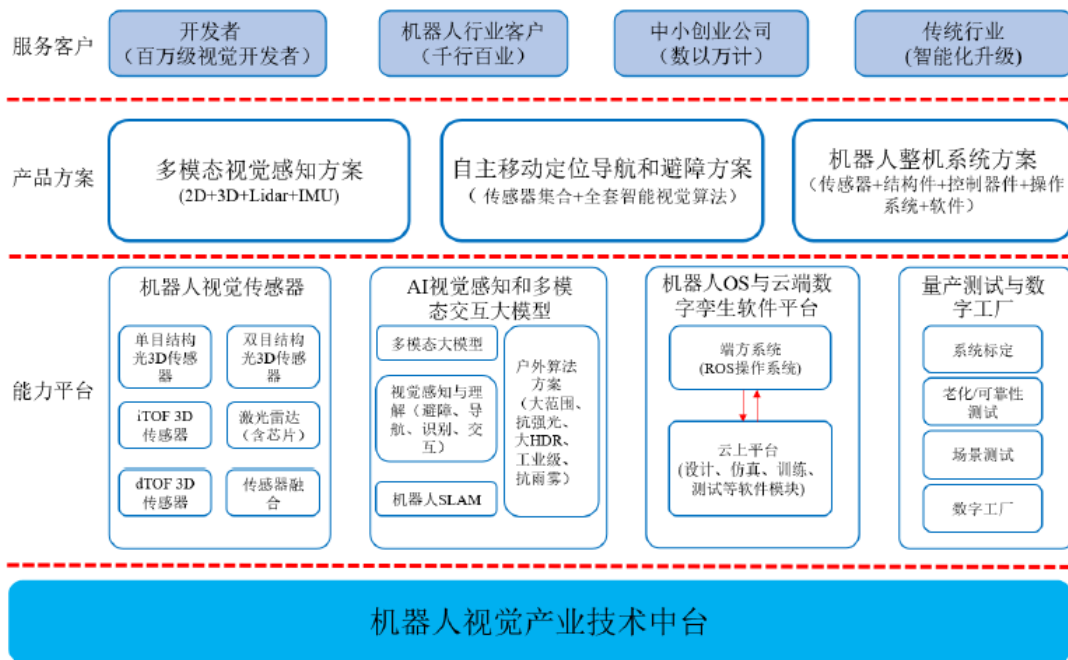 服务客户
开发者
（百万级视觉开发者）
机器人行业客户
（千行百业）
中小创业公司
（数以万计）
传统行业
(智能化升级)
产品方案
多模态视觉感知方案
(2D+3D+Lidar+IMU)
自主移动定位导航和避障方案
（ 传感器集合+全套智能视觉算法）
机器人整机系统方案
（传感器+结构件+控制器件+操作
系统+软件）
能力平台
机器人视觉传感器
单目结构
光3D传感
器
双目结构
光3D传感
器
iTOF 3D
传感器
激光雷达
（含芯片）
dTOF 3D
传感器
传感器融
合
AI视觉感知和多模
态交互大模型
多模态大模型
视觉感知与理
解（避障、导
航、识别、交
互）
机器人SLAM
户外算法
方案
（大范围、
抗强光、
大HDR、
工业级、
抗雨雾）
机器人OS与云端数
字孪生软件平台
端方系统
(ROS操作系统)
云上平台
(设计、仿真、训练、
测试等软件模块)
量产测试与数
字工厂
系统标定
老化/可靠性
测试
场景测试
数字工厂
机器人视觉产业技术中台